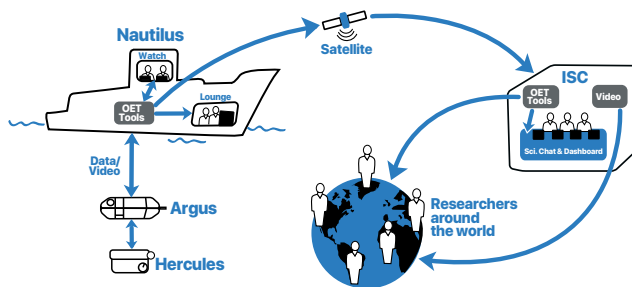 Nautilus
Watch
OET
Tools
Lounge
Satellite
ISC
OET
Tools
Video
Sci. Chat & Dashboard
Data/
Video
Argus
Hercules
Researchers
around
the world